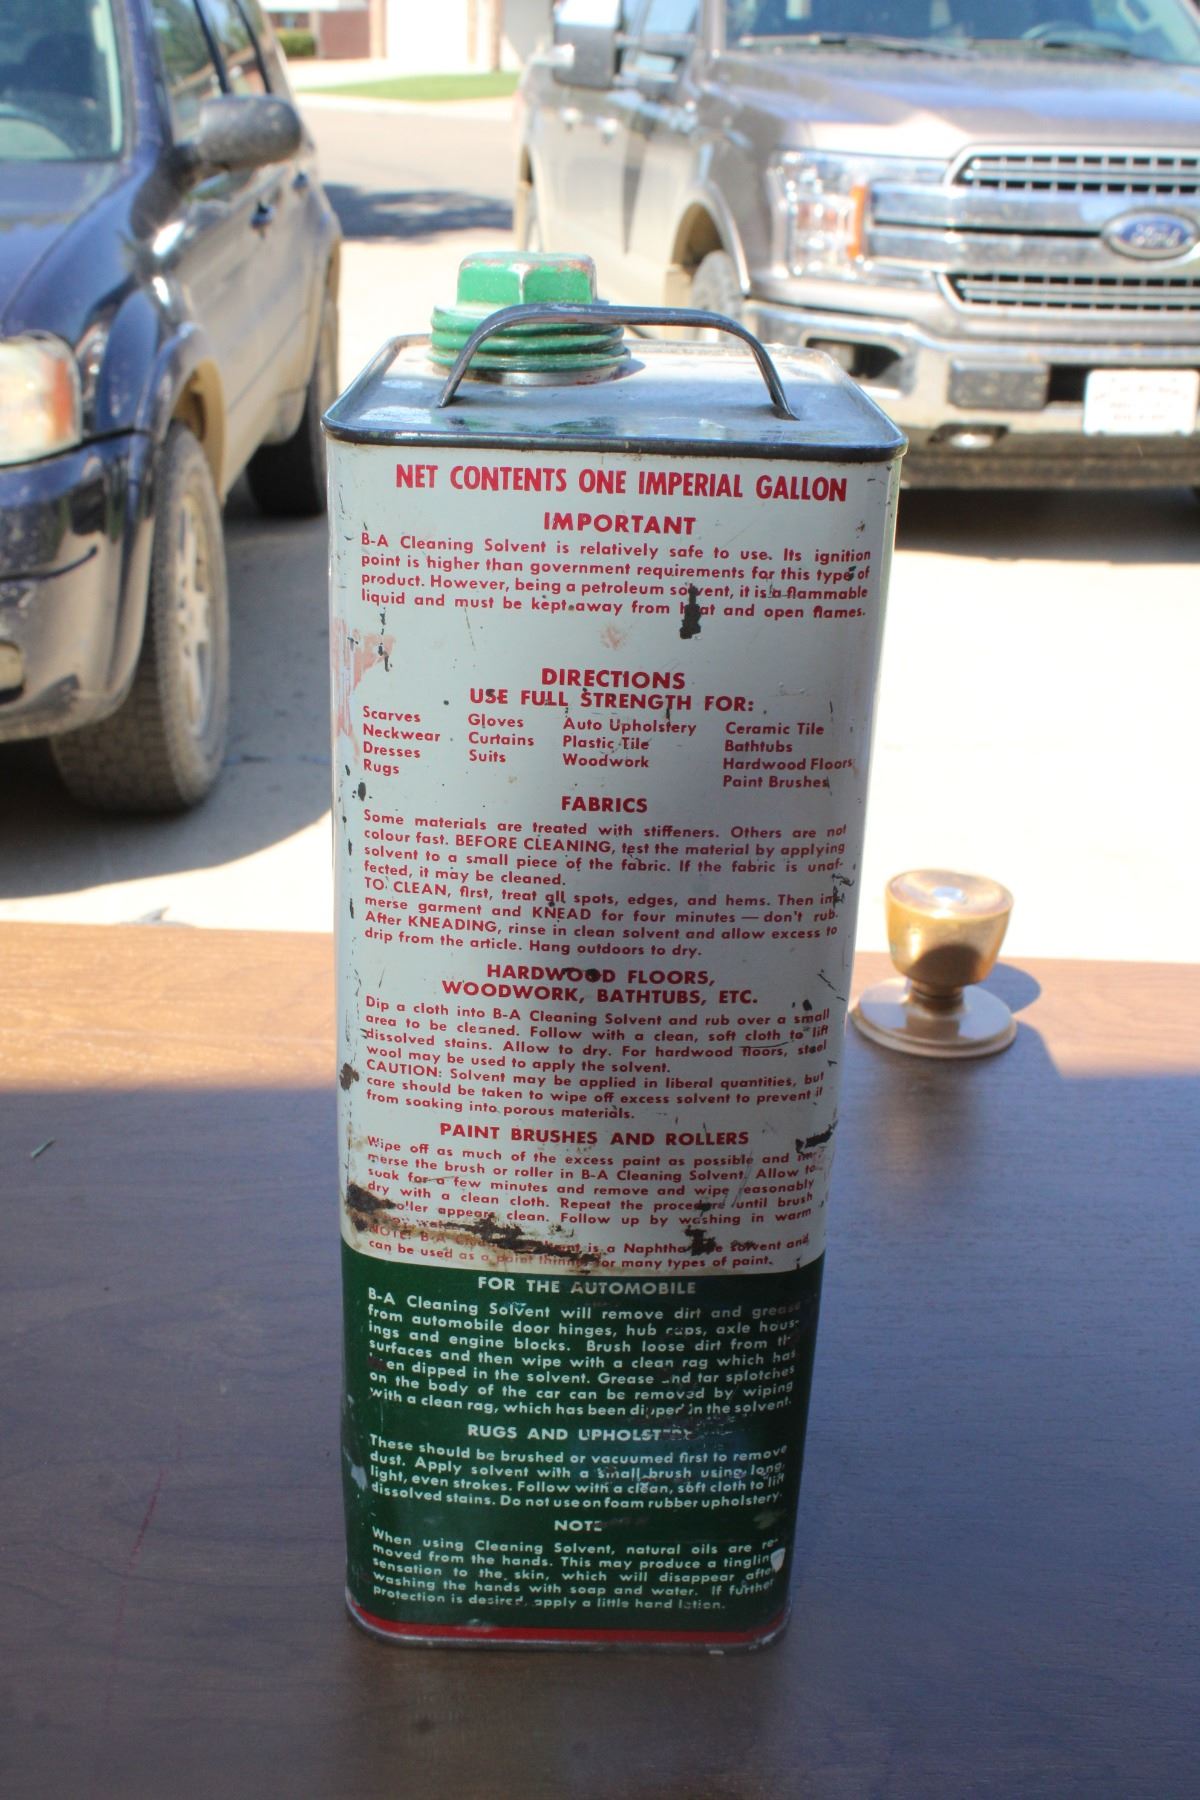 Ford
NET CONTENTS ONE IMPERIAL GALLON
IMPORTANT
B-A Cleaning Solvent is relatively safe to use. Its ignition
point is higher than government requirements for this type of
product. However, being a petroleum solvent, it is a flammable
liquid and must be kept away from heat and open flames.
DIRECTIONS
USE FULL STRENGTH FOR:
Scarves Gloves Auto Upholstery Ceramic Tile
Neckwear Curtains Plastic Tile Bathtubs
Dresses Suits Woodwork Hardwood Floors
Rugs Paint Brushes
FABRICS
Some materials are treated with stiffeners. Others are not
colour fast. BEFORE CLEANING, test the material by applying
solvent to a small piece of the fabric. If the fabric is unaf-
fected, it may be cleaned.
TO CLEAN, first, treat all spots, edges, and hems. Then im-
merse garment and KNEAD for four minutes — don't rub.
After KNEADING, rinse in clean solvent and allow excess to
drip from the article. Hang outdoors to dry.
HARDWOOD FLOORS,
WOODWORK, BATHTUBS, ETC.
Dip a cloth into B-A Cleaning Solvent and rub over a small
area to be cleaned. Follow with a clean, soft cloth to lift
dissolved stains. Allow to dry. For hardwood floors, steel
wool may be used to apply the solvent.
CAUTION: Solvent may be applied in liberal quantities, but
care should be taken to wipe off excess solvent to prevent it
from soaking into porous materials.
PAINT BRUSHES AND ROLLERS
Wipe off as much of the excess paint as possible and im-
merse the brush or roller in B-A Cleaning Solvent. Allow to
soak for a few minutes and remove and wipe reasonably
dry with a clean cloth. Repeat the procedure until brush
roller appears clean. Follow up by washing in warm
water
NOTE: B-A Cleaning Solvent is a Naphtha solvent and
can be used as a paint thinner for many types of paint.
FOR THE AUTOMOBILE
B-A Cleaning Solvent will remove dirt and grease
from automobile door hinges, hub caps, axle hous-
ings and engine blocks. Brush loose dirt from the
surfaces and then wipe with a clean rag which has
been dipped in the solvent. Grease and tar splotches
on the body of the car can be removed by wiping
with a clean rag, which has been dipped in the solvent.
RUGS AND UPHOLSTERY
These should be brushed or vacuumed first to remove
dust. Apply solvent with a small brush using long,
light, even strokes. Follow with a clean, soft cloth to lift
dissolved stains. Do not use on foam rubber upholstery.
NOTE
When using Cleaning Solvent, natural oils are re-
moved from the hands. This may produce a tingling
sensation to the skin, which will disappear after
washing the hands with soap and water. If further
protection is desired, apply a little hand lotion.